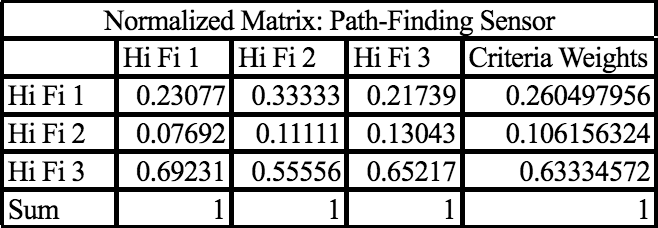 Normalized Matrix: Path-Finding Sensor
Hi Fi 1 Hi Fi 2 Hi Fi 3 Criteria Weights
Hi Fi 1 0.23077 0.33333 0.21739 0.260497956
Hi Fi 2 0.07692 0.11111 0.13043 0.106156324
Hi Fi 3 0.69231 0.55556 0.65217 0.63334572
Sum 1 1 1 1